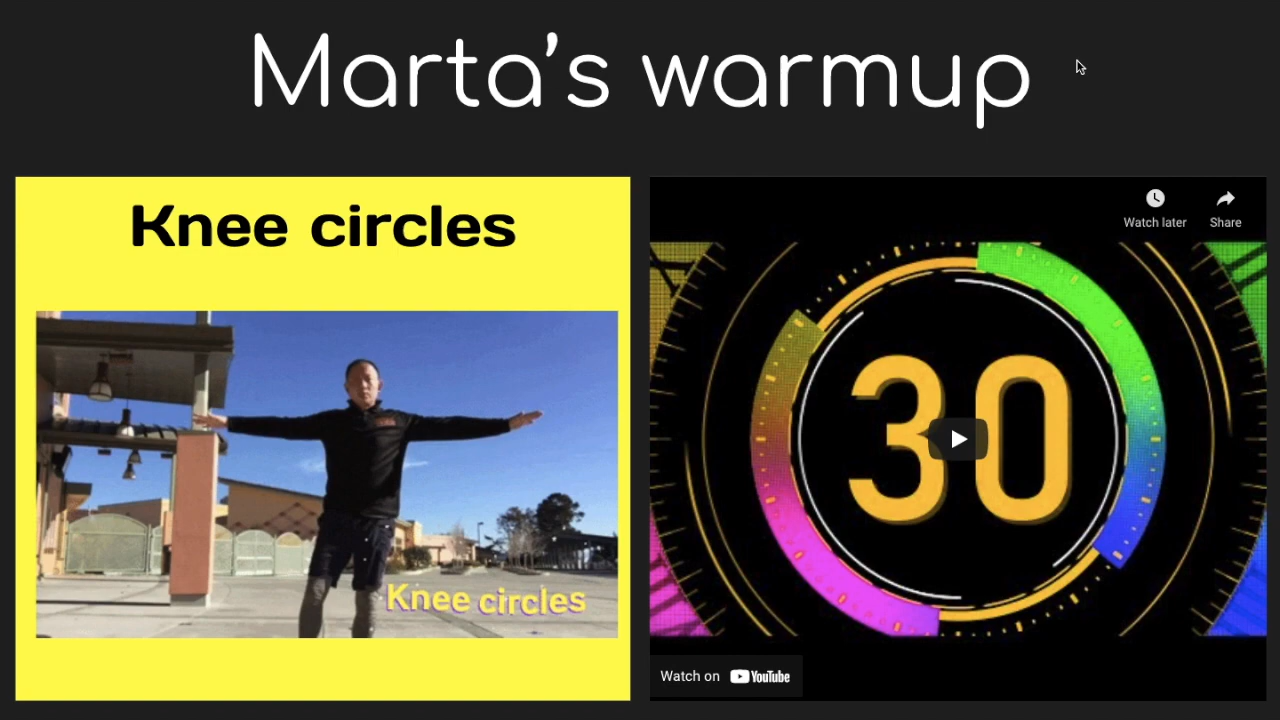 Marta’s warmup
Knee circles
Knee circles
Watch later
Share
30
Watch on YouTube